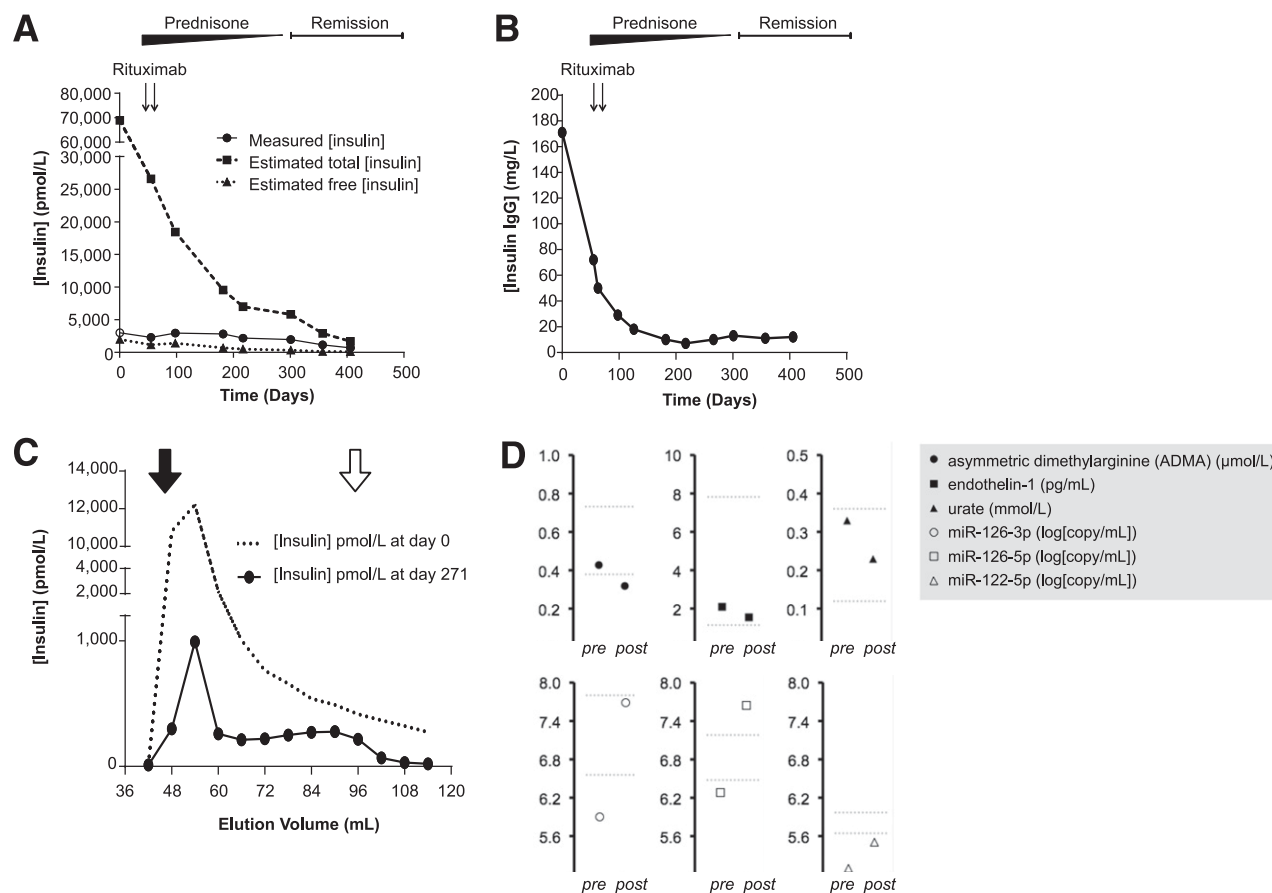 A
Prednisone
Remission
Rituximab
80,000
70,000
60,000
30,000
25,000
20,000
15,000
10,000
5,000
0
[Insulin] (pmol/L)
Measured [insulin]
Estimated total [insulin]
Estimated free [insulin]
0 100 200 300 400 500
Time (Days)
B
Prednisone
Remission
Rituximab
200
180
160
140
120
100
80
60
40
20
0
[Insulin IgG] (mg/L)
0 100 200 300 400 500
Time (Days)
C
14,000
12,000
10,000
4,000
2,000
1,000
0
[Insulin] (pmol/L)
[Insulin] pmol/L at day 0
[Insulin] pmol/L at day 271
36 48 60 72 84 96 108 120
Elution Volume (mL)
D
1.0
0.8
0.6
0.4
0.2
pre post
10
8
6
4
2
pre post
0.5
0.4
0.3
0.2
0.1
pre post
8.0
7.4
6.8
6.2
5.6
pre post
8.0
7.4
6.8
6.2
5.6
pre post
8.0
7.4
6.8
6.2
5.6
pre post
asymmetric dimethylarginine (ADMA) (µmol/L)
endothelin-1 (pg/mL)
urate (mmol/L)
miR-126-3p (log[copy/mL])
miR-126-5p (log[copy/mL])
miR-122-5p (log[copy/mL])